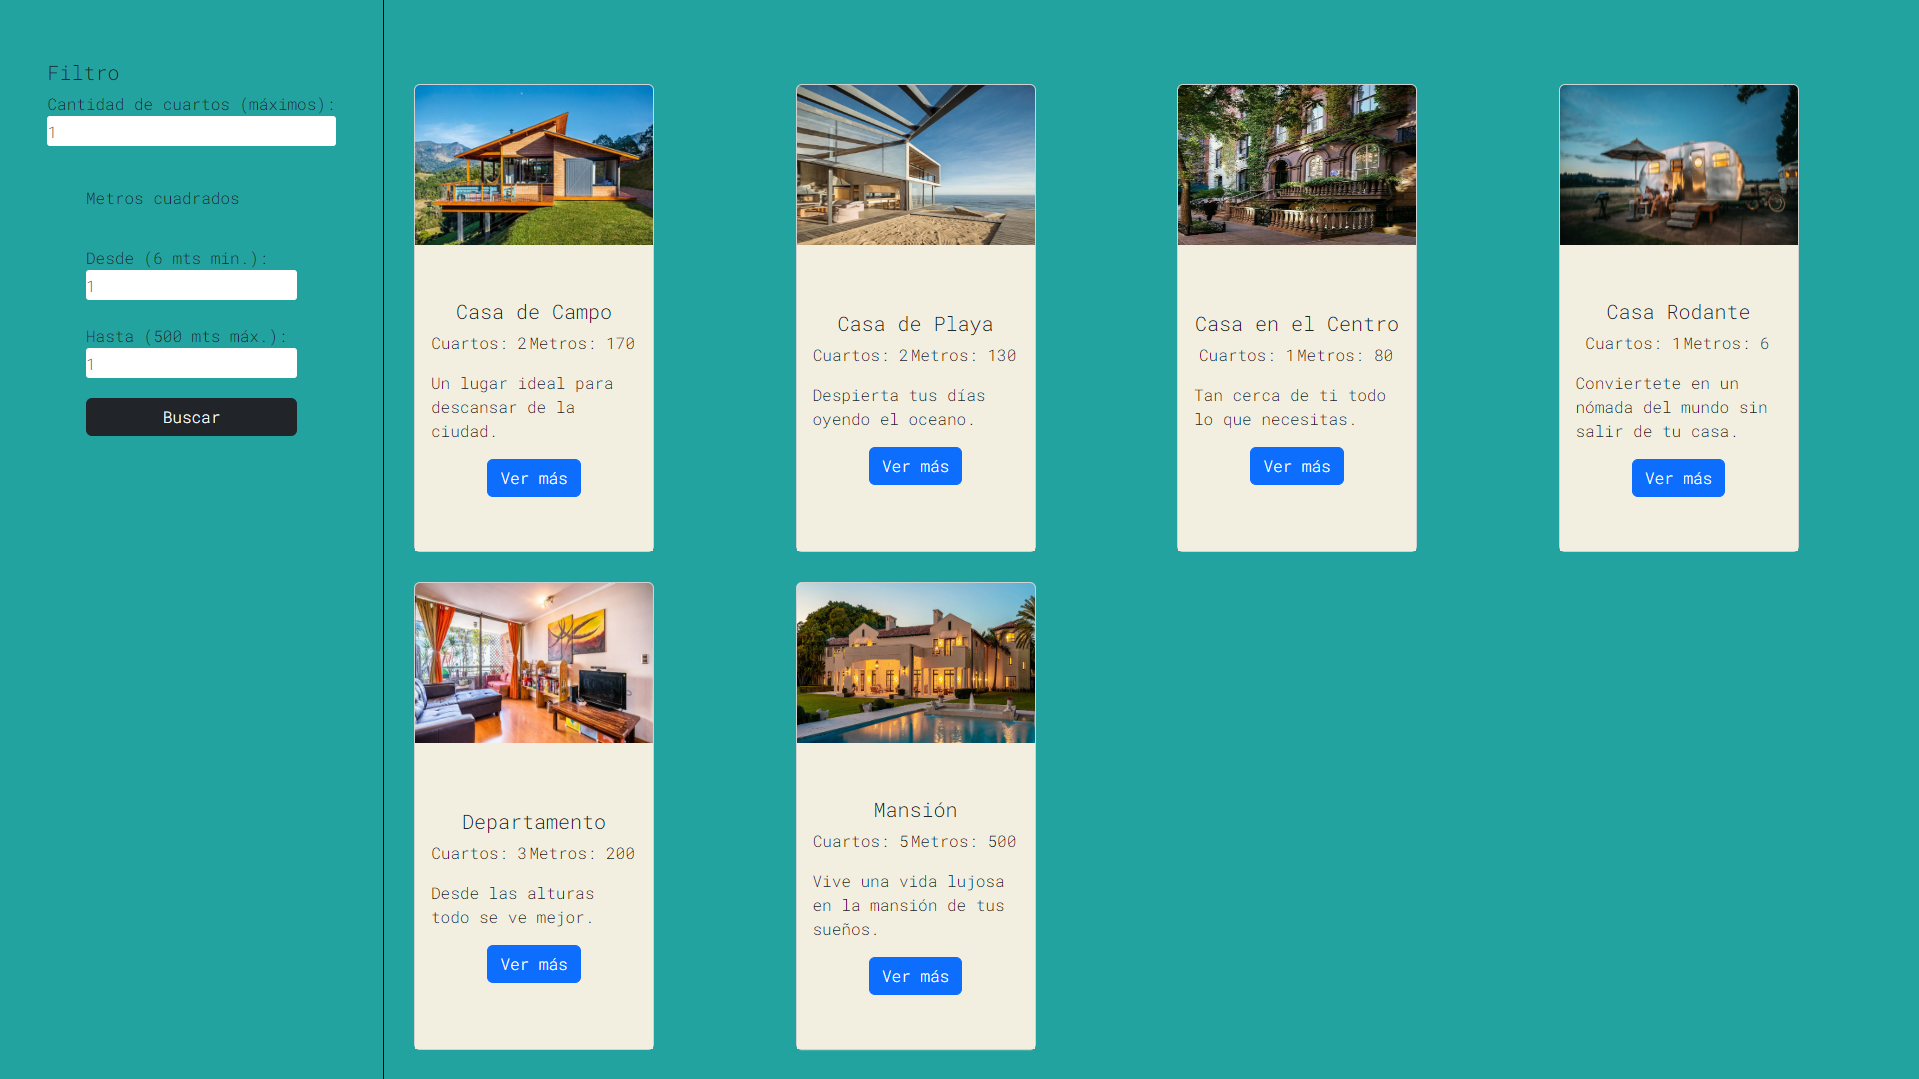 Filtro
Cantidad de cuartos (máximos):
1
Metros cuadrados
Desde (6 mts min.):
1
Hasta (500 mts máx.):
1
Buscar
Casa de Campo
Cuartos: 2 Metros: 170
Un lugar ideal para
descansar de la
ciudad.
Ver más
Casa de Playa
Cuartos: 2 Metros: 130
Despierta tus días
oyendo el oceano.
Ver más
Casa en el Centro
Cuartos: 1 Metros: 80
Tan cerca de ti todo
lo que necesitas.
Ver más
Casa Rodante
Cuartos: 1 Metros: 6
Conviertete en un
nómada del mundo sin
salir de tu casa.
Ver más
Departamento
Cuartos: 3 Metros: 200
Desde las alturas
todo se ve mejor.
Ver más
Mansión
Cuartos: 5 Metros: 500
Vive una vida lujosa
en la mansión de tus
sueños.
Ver más